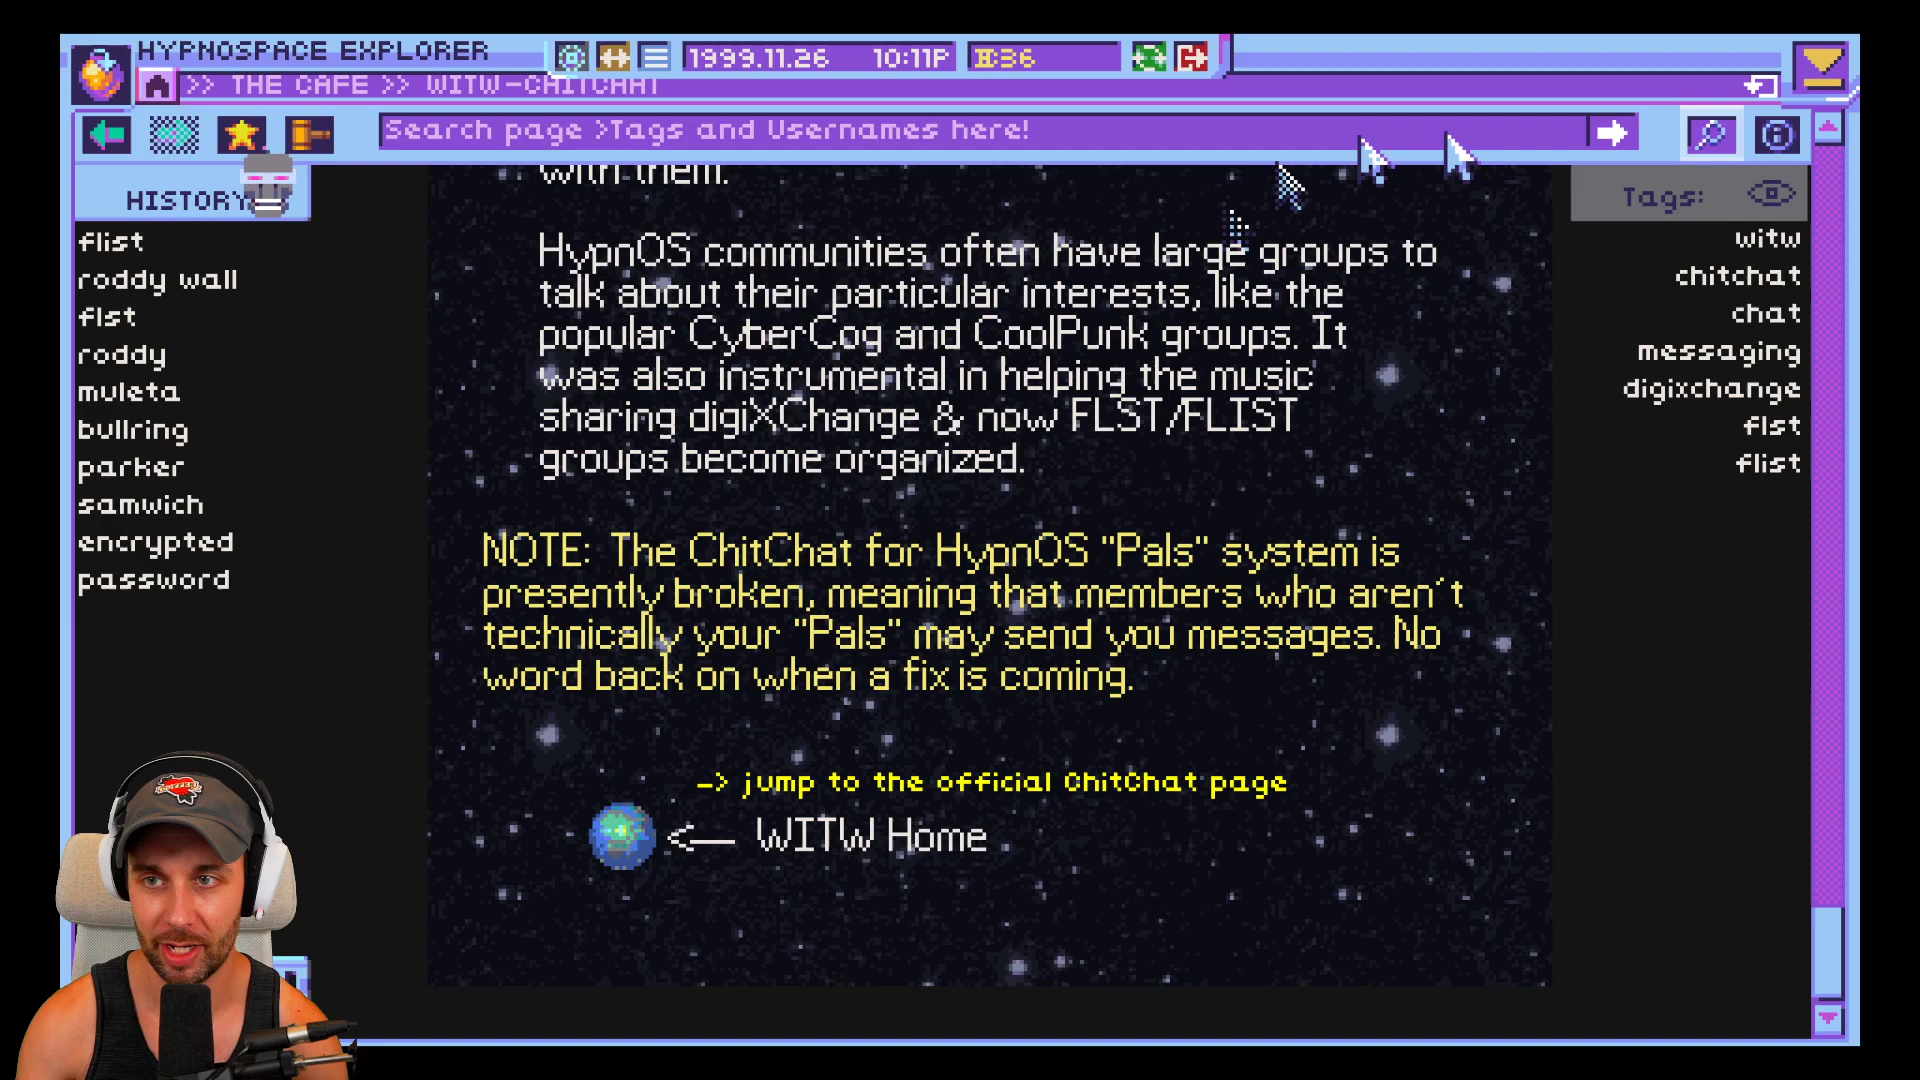 HYPNOSPACE EXPLORER
1999.11.26 10:11P
36
>> THE CAFE >> WITW-CHITCHAT
Search page >Tags and Usernames here!
HISTORY
flist
roddy wall
flst
roddy
muleta
bullring
parker
samwich
encrypted
password
with them.
HypnOS communities often have large groups to
talk about their particular interests, like the
popular CyberCog and CoolPunk groups. It
was also instrumental in helping the music
sharing digiXChange & now FLST/FLIST
groups become organized.
NOTE: The ChitChat for HypnOS "Pals" system is
presently broken, meaning that members who aren't
technically your "Pals" may send you messages. No
word back on when a fix is coming.
-> jump to the official ChitChat page
<— WITW Home
Tags:
witw
chitchat
chat
messaging
digixchange
flst
flist